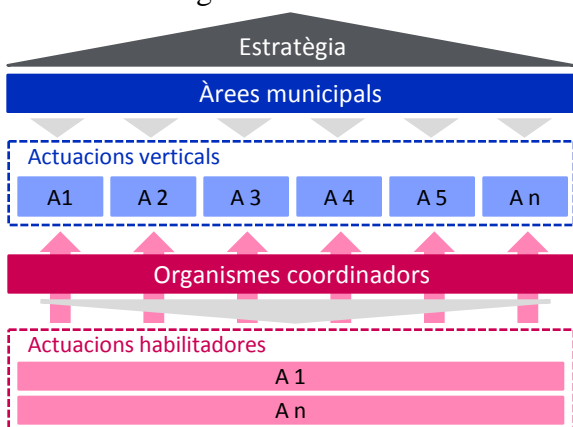 Estratègia
Àrees municipals
Actuacions verticals
A1 A 2 A 3 A 4 A 5 A n
Organismes coordinadors
Actuacions habilitadores
A 1
A n